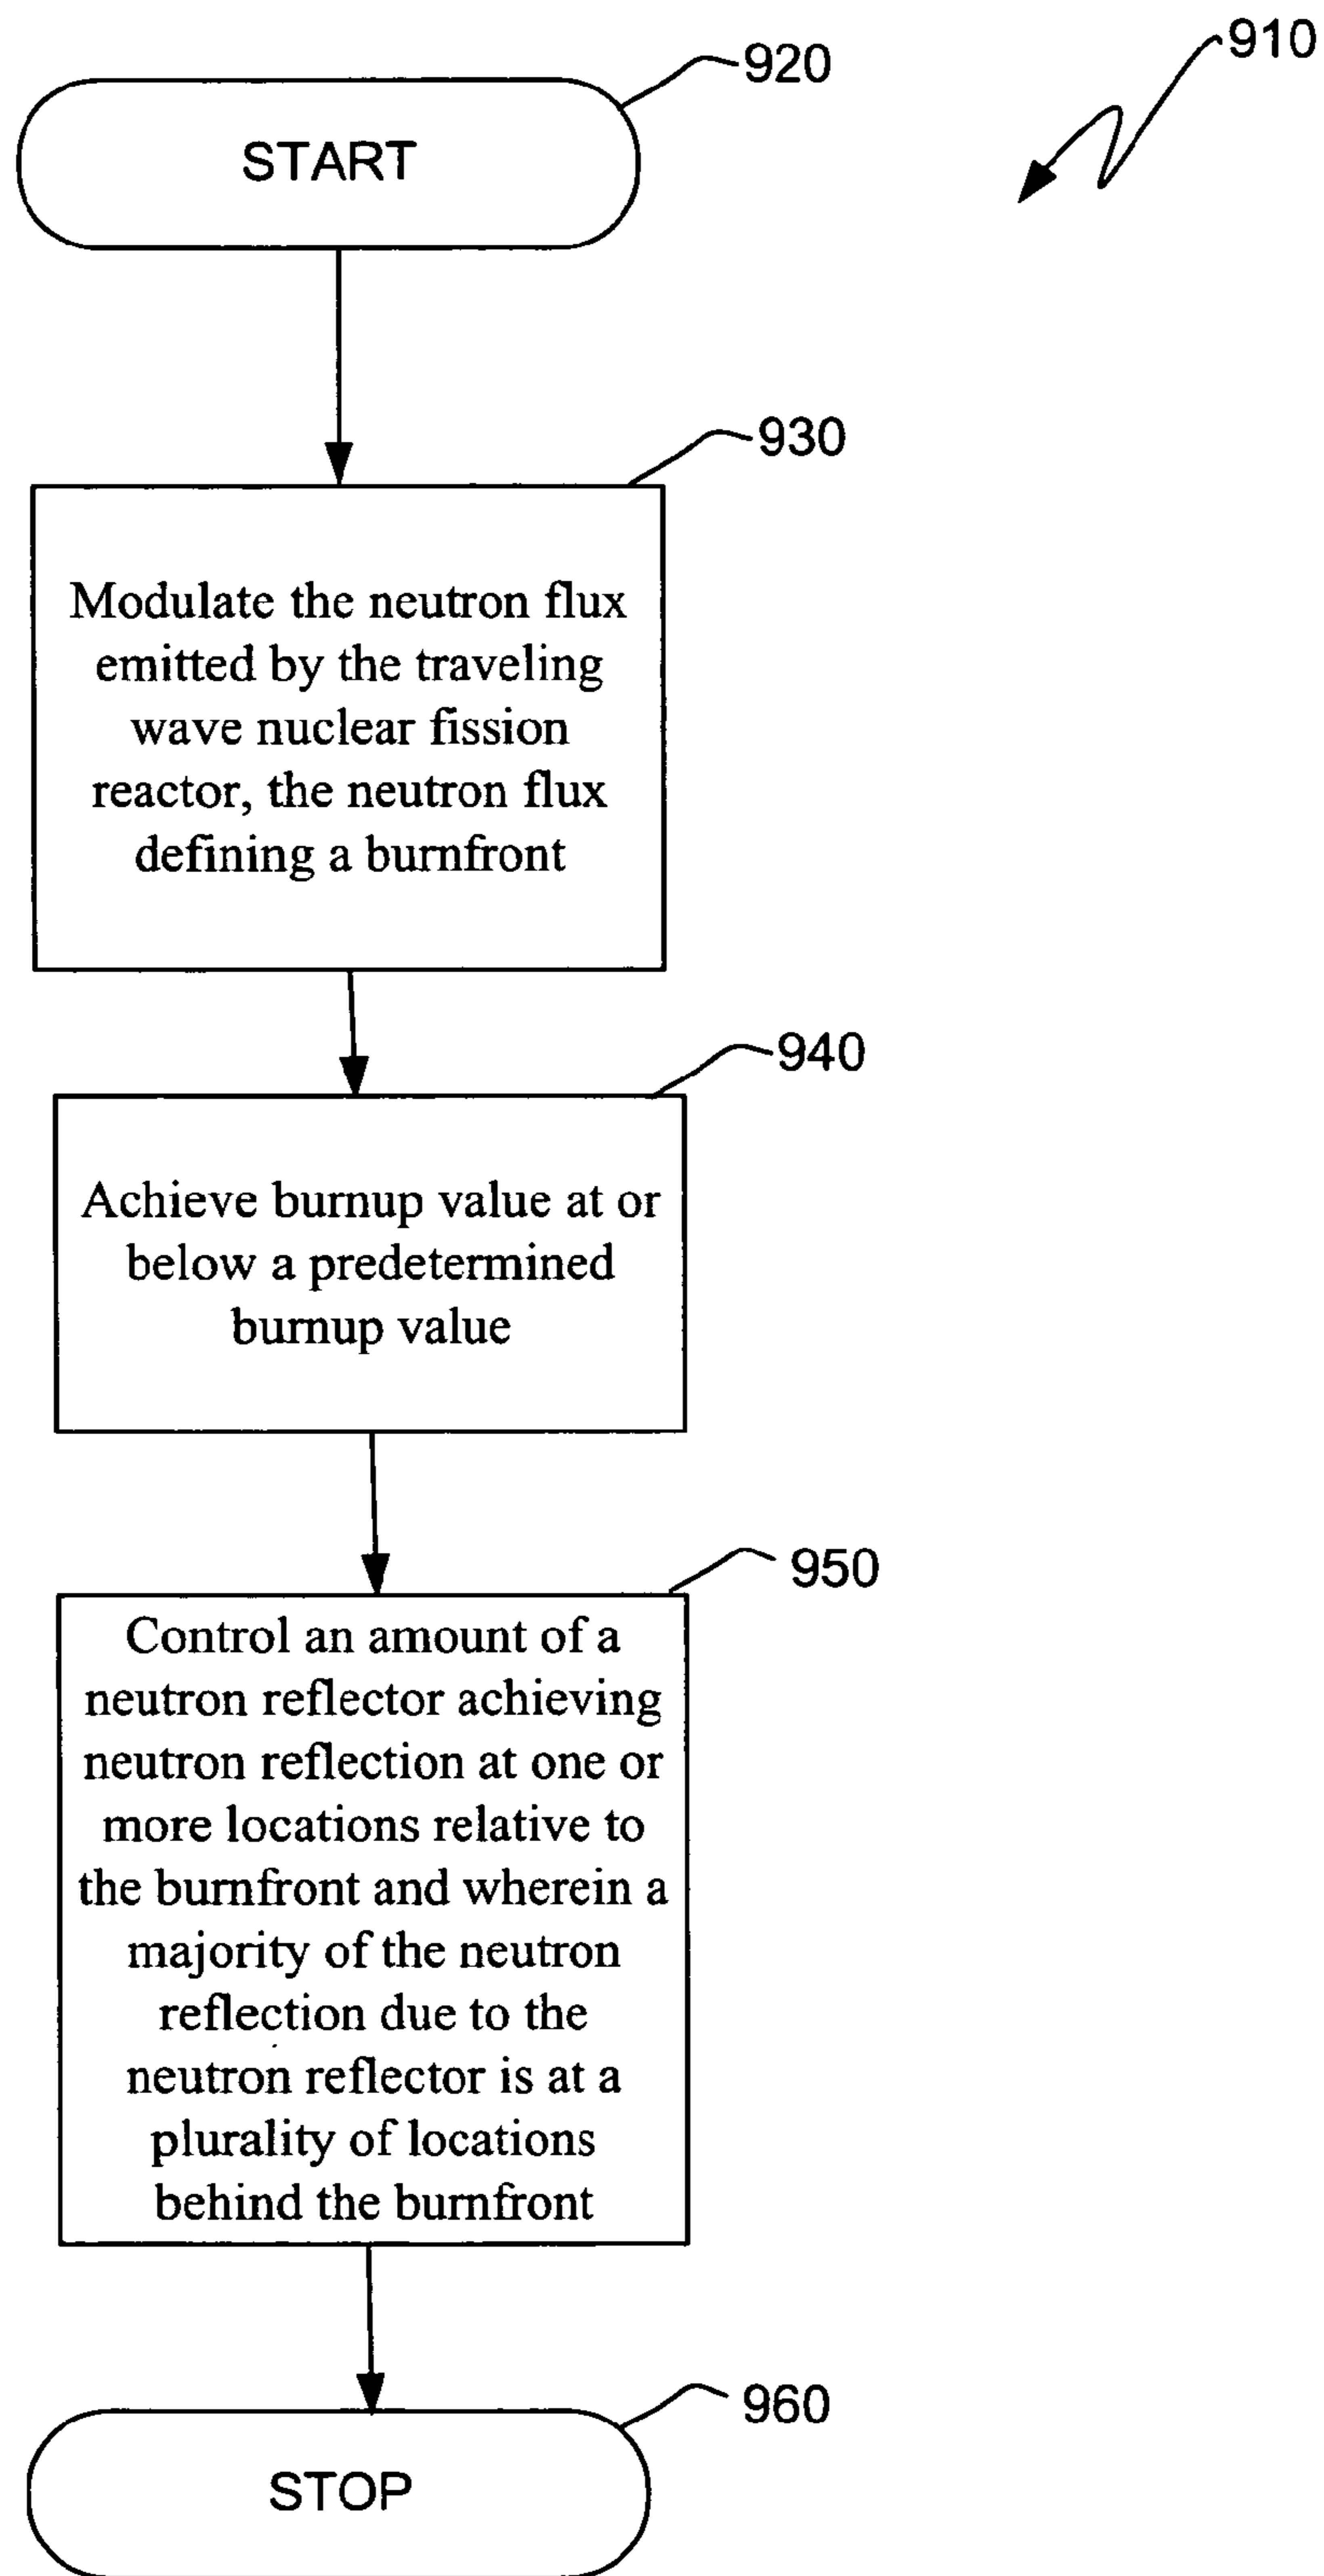 910
920
START
930
Modulate the neutron flux
emitted by the traveling
wave nuclear fission
reactor, the neutron flux
defining a burnfront
940
Achieve burnup value at or
below a predetermined
burnup value
950
Control an amount of a
neutron reflector achieving
neutron reflection at one or
more locations relative to
the burnfront and wherein a
majority of the neutron
reflection due to the
neutron reflector is at a
plurality of locations
behind the burnfront
960
STOP